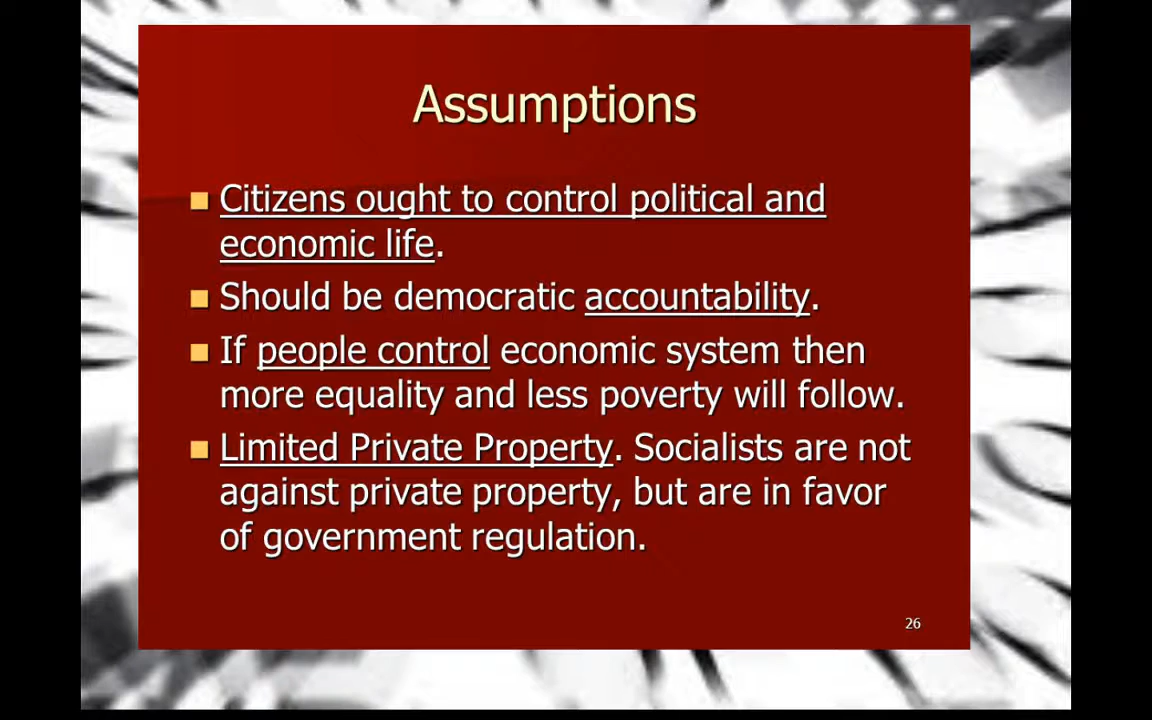 Assumptions
Citizens ought to control political and
economic life.
Should be democratic accountability.
If people control economic system then
more equality and less poverty will follow.
Limited Private Property. Socialists are not
against private property, but are in favor
of government regulation.
26